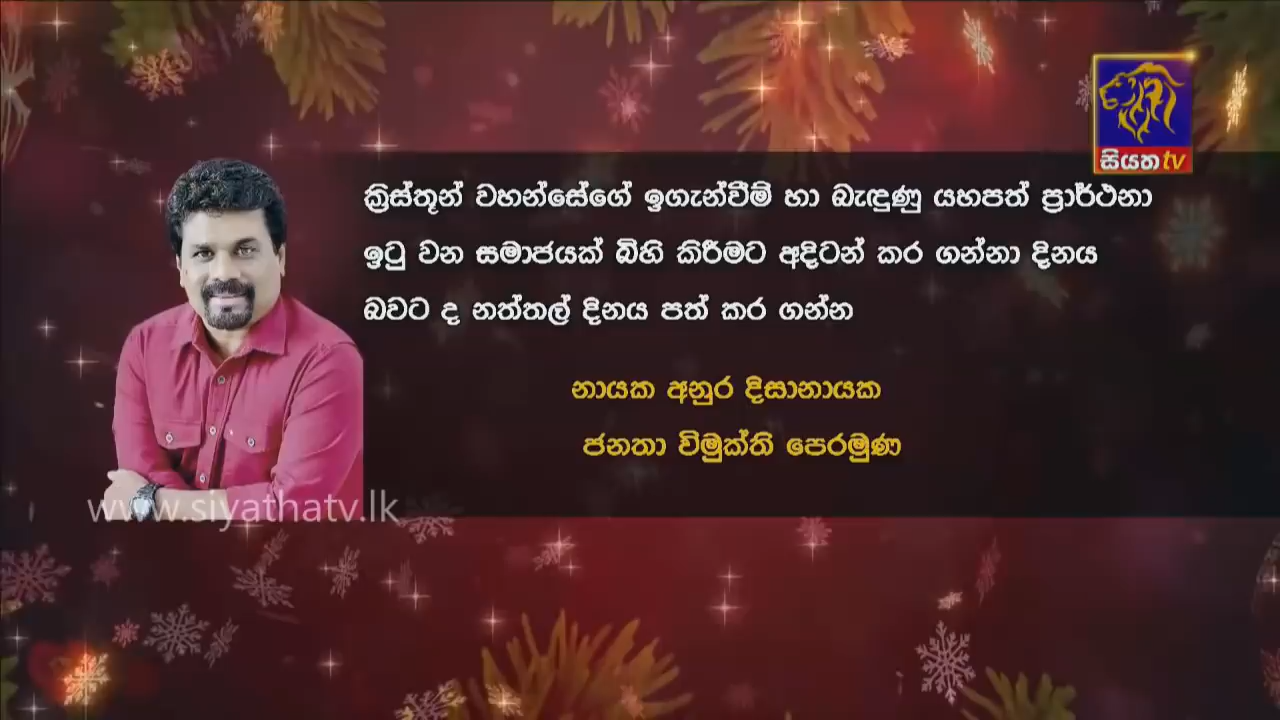 සියත tv
ක්‍රිස්තූන් වහන්සේගේ ඉගැන්වීම් හා බැඳුණු යහපත් ප්‍රාර්ථනා
ඉටු වන සමාජයක් බිහි කිරීමට අදිටන් කර ගන්නා දිනය
බවට ද නත්තල් දිනය පත් කර ගන්න
නායක අනුර දිසානායක
ජනතා විමුක්ති පෙරමුණ
www.siyathatv.lk